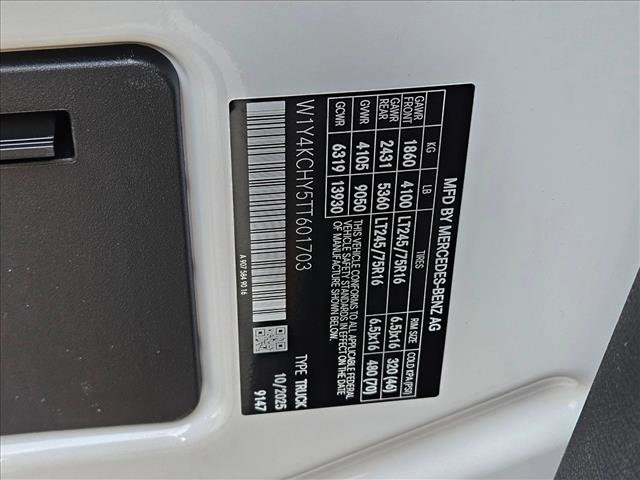 MFD BY MERCEDES-BENZ AG
KG LB TIRES RIM SIZE COLD KPA/(PSI)
GAWR FRONT 1860 4100 LT245/75R16 6.5Jx16 320 (46)
GAWR REAR 2431 5360 LT245/75R16 6.5Jx16 480 (70)
GVWR 4105 9050
GCWR 6319 13930
THIS VEHICLE CONFORMS TO ALL APPLICABLE FEDERAL
VEHICLE SAFETY STANDARDS IN EFFECT ON THE DATE
OF MANUFACTURE SHOWN ABOVE.
W1Y4KCHY5TT601703
TYPE TRUCK
10/2025
A 907 584 90 16
9147